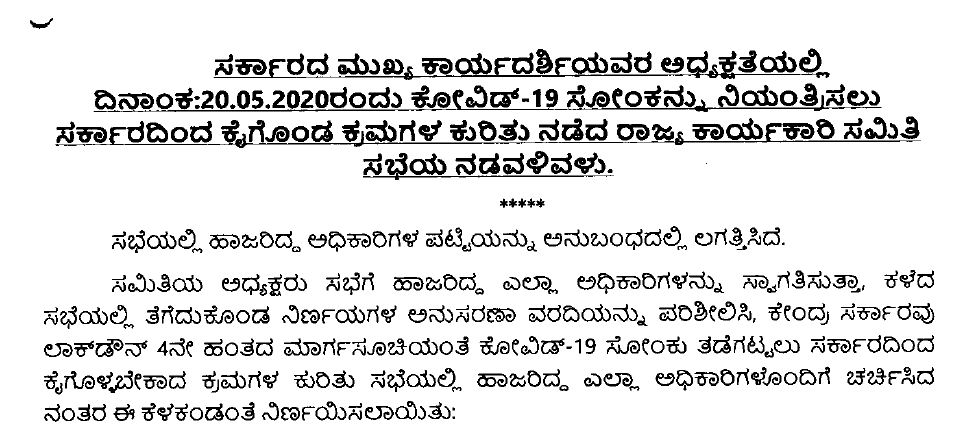 ಸರ್ಕಾರದ ಮುಖ್ಯ ಕಾರ್ಯದರ್ಶಿಯವರ ಅಧ್ಯಕ್ಷತೆಯಲ್ಲಿ
ದಿನಾಂಕ:20.05.2020ರಂದು ಕೋವಿಡ್-19 ಸೋಂಕನ್ನು ನಿಯಂತ್ರಿಸಲು
ಸರ್ಕಾರದಿಂದ ಕೈಗೊಂಡ ಕ್ರಮಗಳ ಕುರಿತು ನಡೆದ ರಾಜ್ಯ ಕಾರ್ಯಕಾರಿ ಸಮಿತಿ
ಸಭೆಯ ನಡವಳಿವಳು.
*****
ಸಭೆಯಲ್ಲಿ ಹಾಜರಿದ್ದ ಅಧಿಕಾರಿಗಳ ಪಟ್ಟಿಯನ್ನು ಅನುಬಂಧದಲ್ಲಿ ಲಗತ್ತಿಸಿದೆ.
ಸಮಿತಿಯ ಅಧ್ಯಕ್ಷರು ಸಭೆಗೆ ಹಾಜರಿದ್ದ ಎಲ್ಲಾ ಅಧಿಕಾರಿಗಳನ್ನು ಸ್ವಾಗತಿಸುತ್ತಾ, ಕಳೆದ
ಸಭೆಯಲ್ಲಿ ತೆಗೆದುಕೊಂಡ ನಿರ್ಣಯಗಳ ಅನುಸರಣಾ ವರದಿಯನ್ನು ಪರಿಶೀಲಿಸಿ, ಕೇಂದ್ರ ಸರ್ಕಾರವು
ಲಾಕ್‌ಡೌನ್ 4ನೇ ಹಂತದ ಮಾರ್ಗಸೂಚಿಯಂತೆ ಕೋವಿಡ್-19 ಸೋಂಕು ತಡೆಗಟ್ಟಲು ಸರ್ಕಾರದಿಂದ
ಕೈಗೊಳ್ಳಬೇಕಾದ ಕ್ರಮಗಳ ಕುರಿತು ಸಭೆಯಲ್ಲಿ ಹಾಜರಿದ್ದ ಎಲ್ಲಾ ಅಧಿಕಾರಿಗಳೊಂದಿಗೆ ಚರ್ಚಿಸಿದ
ನಂತರ ಈ ಕೆಳಕಂಡಂತೆ ನಿರ್ಣಯಿಸಲಾಯಿತು: